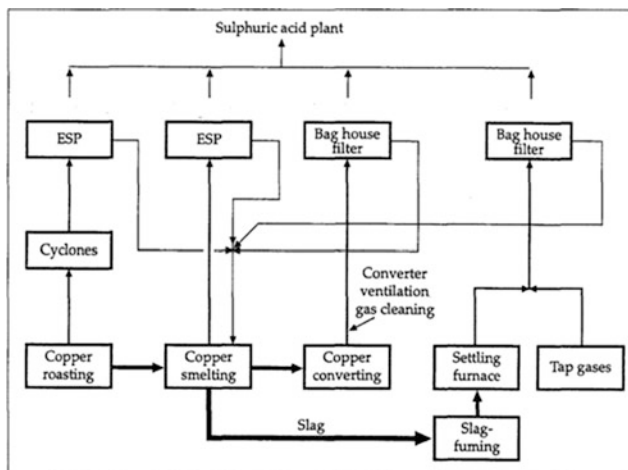 Sulphuric acid plant
ESP
ESP
Bag house
filter
Bag house
filter
Cyclones
Converter
ventilation
gas cleaning
Copper
roasting
Copper
smelting
Copper
converting
Settling
furnace
Tap gases
Slag
Slag-
fuming